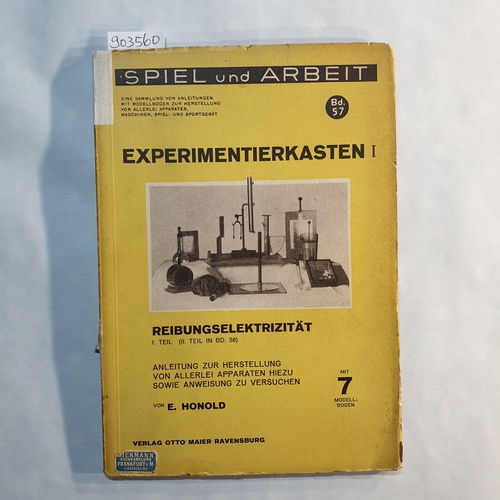 903560
SPIEL und ARBEIT
EINE SAMMLUNG VON ANLEITUNGEN
MIT MODELLBOGEN ZUR HERSTELLUNG
VON ALLERLEI APPARATEN,
MASCHINEN, SPIEL- UND SPORTGERÄT
Bd.
57
EXPERIMENTIERKASTEN I
REIBUNGSELEKTRIZITÄT
I. TEIL (II. TEIL IN BD. 58)
ANLEITUNG ZUR HERSTELLUNG
VON ALLERLEI APPARATEN HIEZU
SOWIE ANWEISUNG ZU VERSUCHEN
VON E. HONOLD
MIT
7
MODELL-
BOGEN
VERLAG OTTO MAIER RAVENSBURG
BUCHHANDLUNG
FRANKFURT a. M.